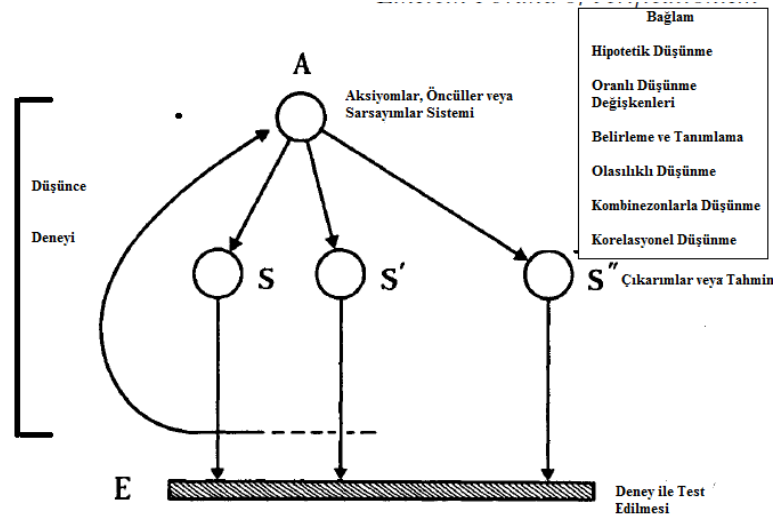 Bağlam
Hipotetik Düşünme
Oranlı Düşünme
Değişkenleri
Belirleme ve Tanımlama
Olasılıklı Düşünme
Kombinezonlarla Düşünme
Korelasyonel Düşünme
A
Aksiyomlar, Öncüller veya
Sarsayımlar Sistemi
Düşünce
Deneyi
S
S′
S″
Çıkarımlar veya Tahmin
E
Deney ile Test
Edilmesi